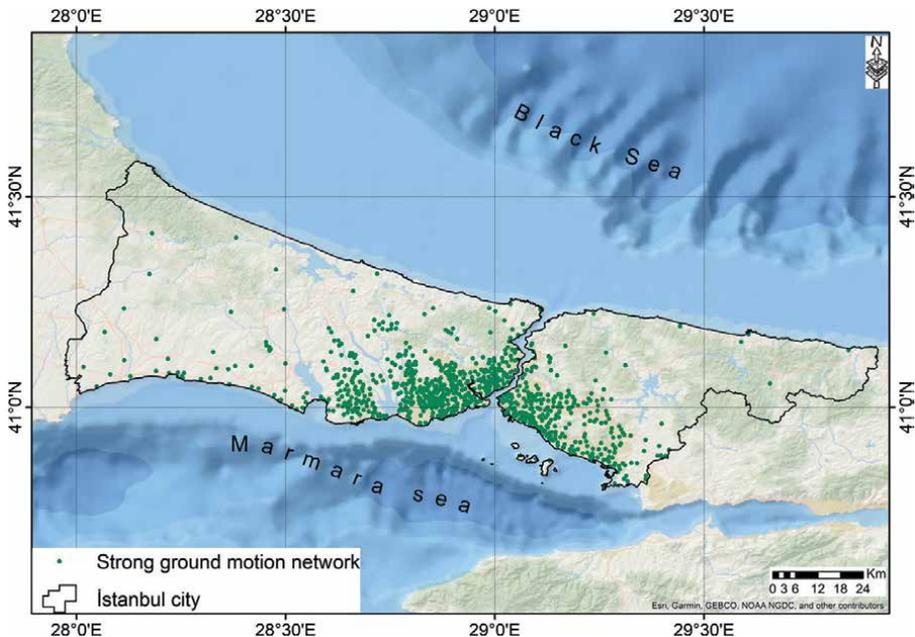 28°0'E 28°30'E 29°0'E 29°30'E
N
Black Sea
41°30'N 41°30'N
41°0'N 41°0'N
Marmara sea
Strong ground motion network
İstanbul city
Km
0 3 6 12 18 24
Esri, Garmin, GEBCO, NOAA NGDC, and other contributors
28°0'E 28°30'E 29°0'E 29°30'E